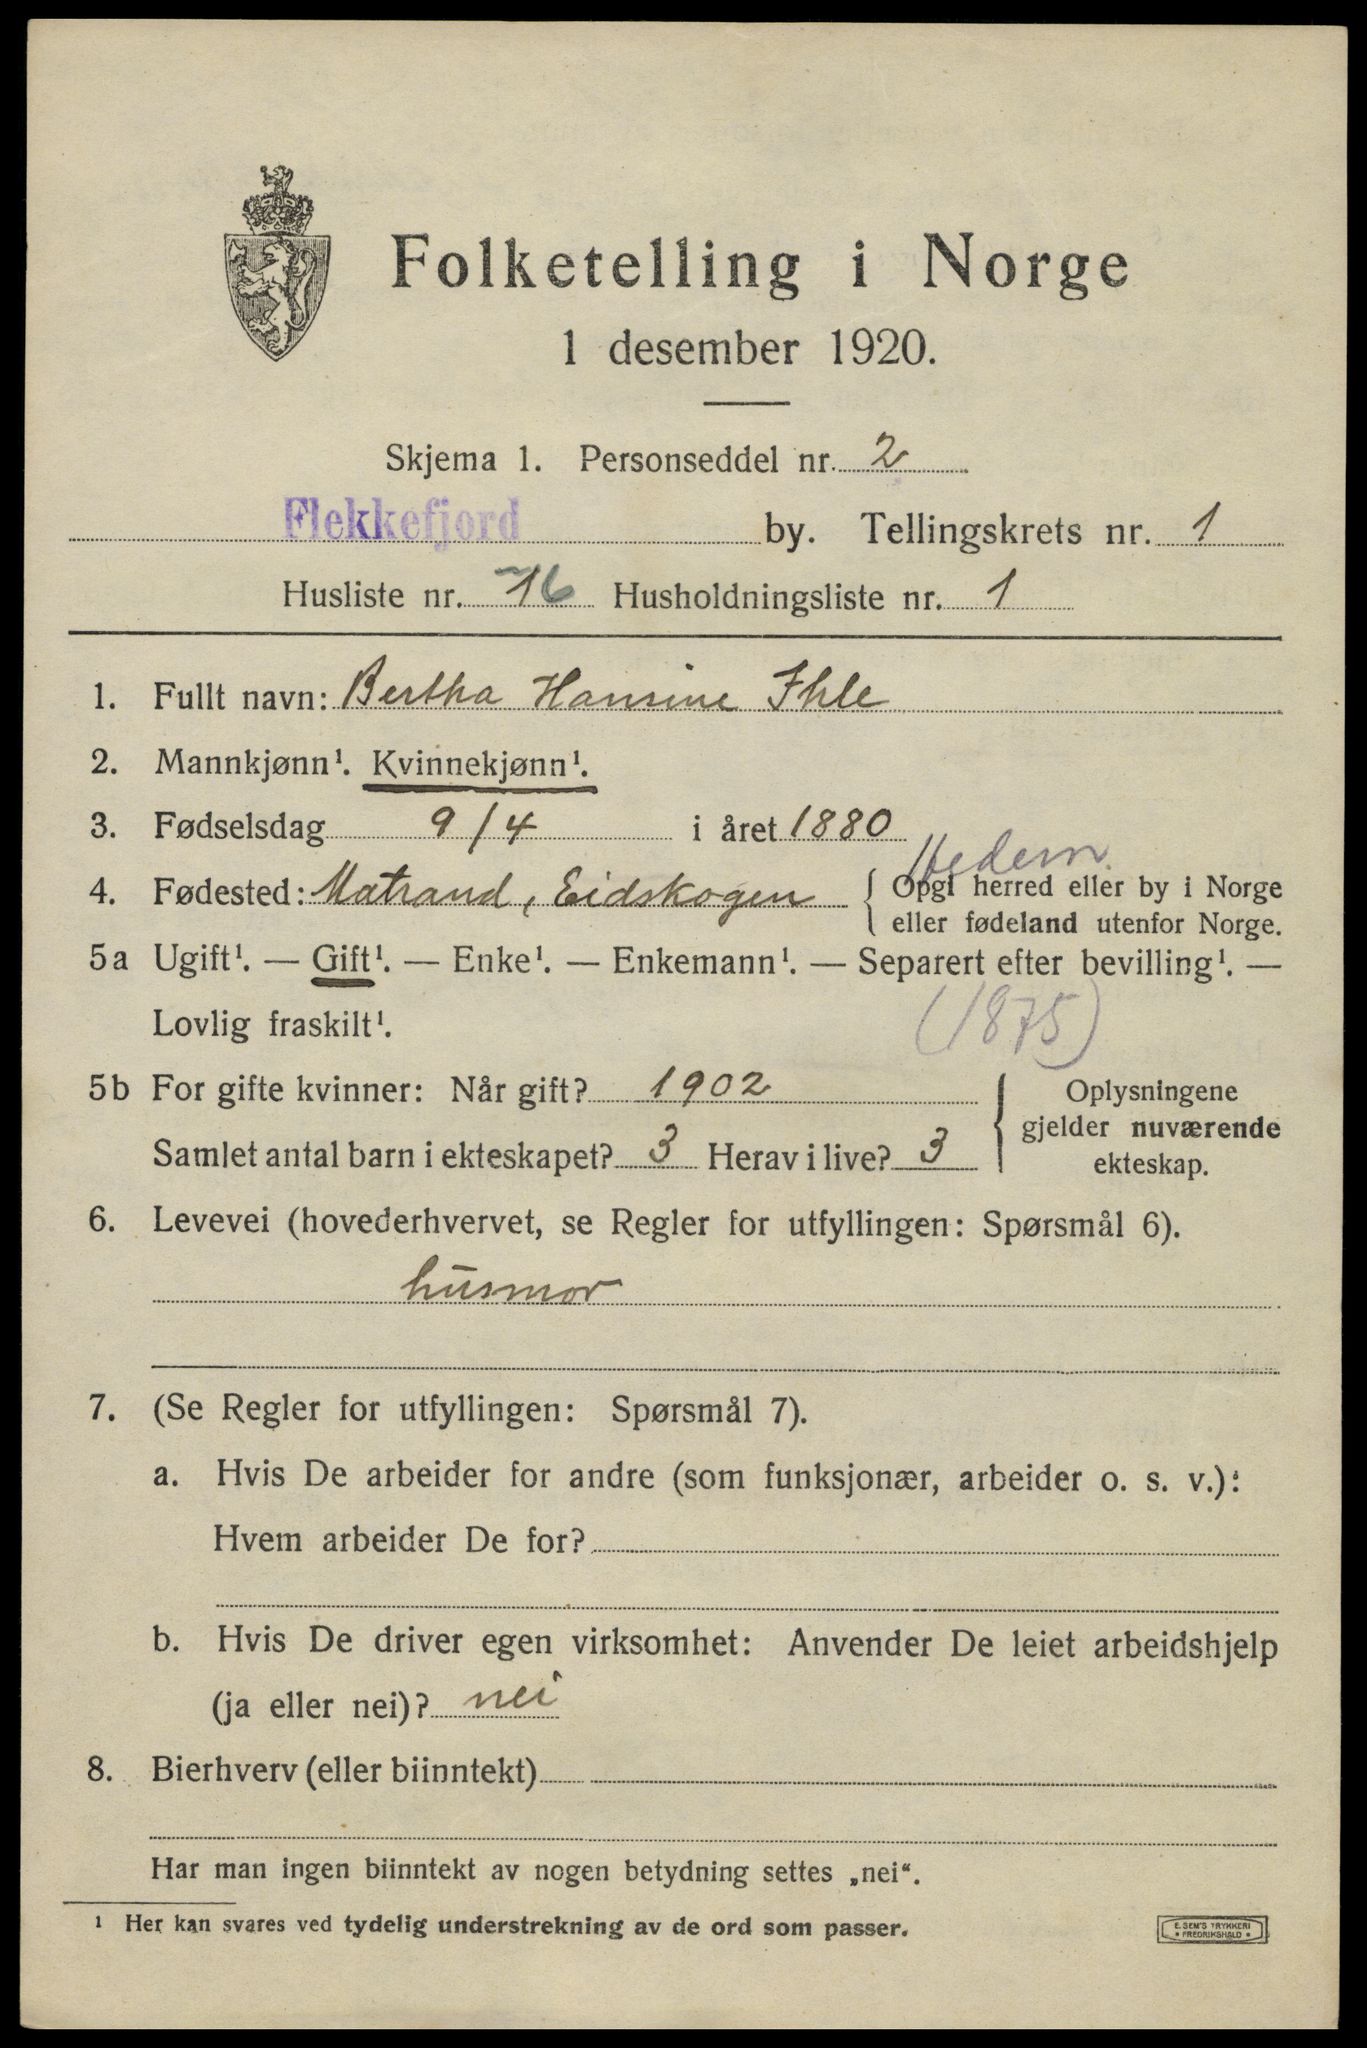 Folketelling i Norge
1 desember 1920.
Skjema 1. Personseddel nr. 2
Flekkefjord by. Tellingskrets nr. 1
Husliste nr. 16 Husholdningsliste nr. 1
1. Fullt navn: Bertha Hansine Ihle
2. Mannkjønn¹. Kvinnekjønn¹.
3. Fødselsdag 9/4 i året 1880
Hedem
4. Fødested: Matrand, Eidskogen { Opgi herred eller by i Norge
eller fødeland utenfor Norge.
5a Ugift¹. — Gift¹. — Enke¹. — Enkemann¹. — Separert efter bevilling¹. —
Lovlig fraskilt¹. (1875)
5b For gifte kvinner: Når gift? 1902
Samlet antal barn i ekteskapet? 3 Herav i live? 3
{ Oplysningene
gjelder nuværende
ekteskap.
6. Levevei (hovederhvervet, se Regler for utfyllingen: Spørsmål 6).
husmor
7. (Se Regler for utfyllingen: Spørsmål 7).
a. Hvis De arbeider for andre (som funksjonær, arbeider o. s. v.):
Hvem arbeider De for?
b. Hvis De driver egen virksomhet: Anvender De leiet arbeidshjelp
(ja eller nei)? nei
8. Bierhverv (eller biinntekt) —
Har man ingen biinntekt av nogen betydning settes „nei“.
¹ Her kan svares ved tydelig understrekning av de ord som passer.
E. SEM'S TRYKKERI
• FREDRIKSHALD •